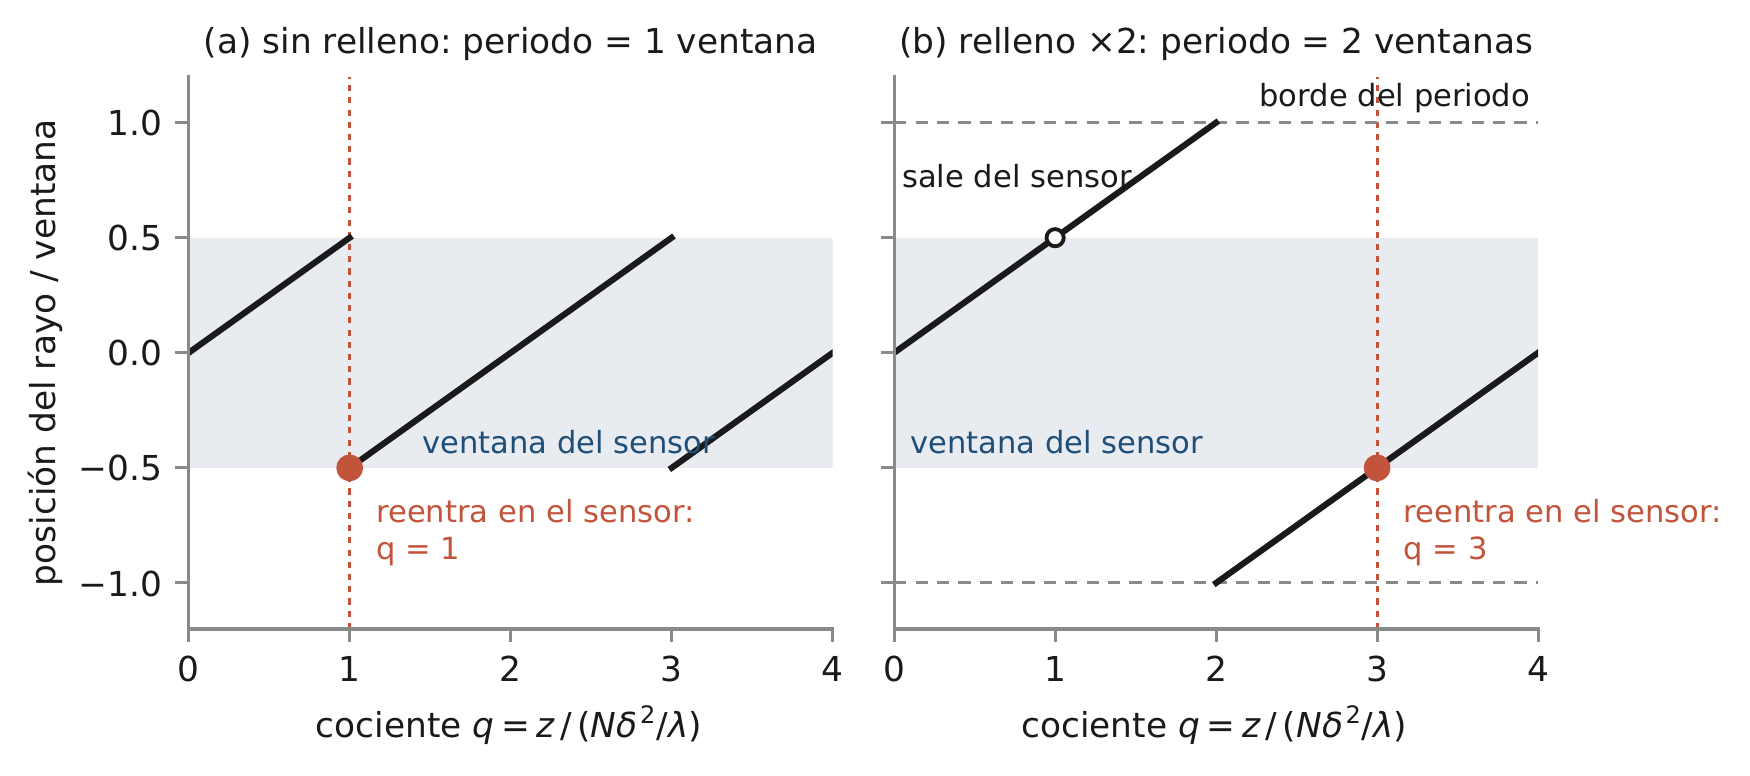 (a) sin relleno: periodo = 1 ventana
(b) relleno ×2: periodo = 2 ventanas
posición del rayo / ventana
1.0
0.5
0.0
−0.5
−1.0
ventana del sensor
reentra en el sensor:
q = 1
0 1 2 3 4
cociente q = z / (Nδ²/λ)
borde del periodo
sale del sensor
ventana del sensor
reentra en el sensor:
q = 3
0 1 2 3 4
cociente q = z / (Nδ²/λ)